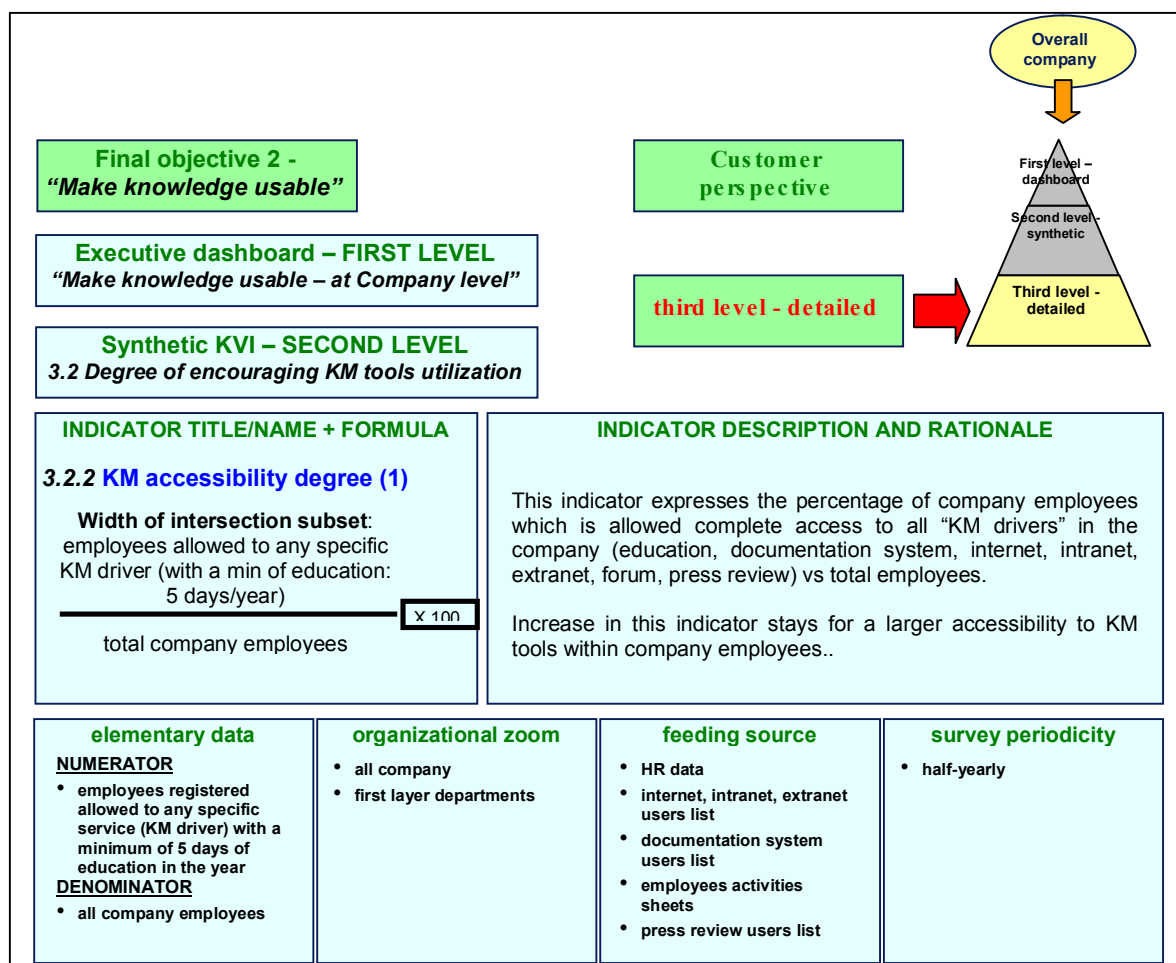 Overall
company
Final objective 2 -
“Make knowledge usable”
Customer
perspective
First level –
dashboard
Second level -
synthetic
Executive dashboard – FIRST LEVEL
“Make knowledge usable – at Company level”
third level - detailed
Third level -
detailed
Synthetic KVI – SECOND LEVEL
3.2 Degree of encouraging KM tools utilization
INDICATOR TITLE/NAME + FORMULA
3.2.2 KM accessibility degree (1)
Width of intersection subset:
employees allowed to any specific
KM driver (with a min of education:
5 days/year)
X 100
total company employees
INDICATOR DESCRIPTION AND RATIONALE
This indicator expresses the percentage of company employees
which is allowed complete access to all “KM drivers” in the
company (education, documentation system, internet, intranet,
extranet, forum, press review) vs total employees.
Increase in this indicator stays for a larger accessibility to KM
tools within company employees..
elementary data
NUMERATOR
• employees registered
allowed to any specific
service (KM driver) with a
minimum of 5 days of
education in the year
DENOMINATOR
• all company employees
organizational zoom
• all company
• first layer departments
feeding source
• HR data
• internet, intranet, extranet
users list
• documentation system
users list
• employees activities
sheets
• press review users list
survey periodicity
• half-yearly